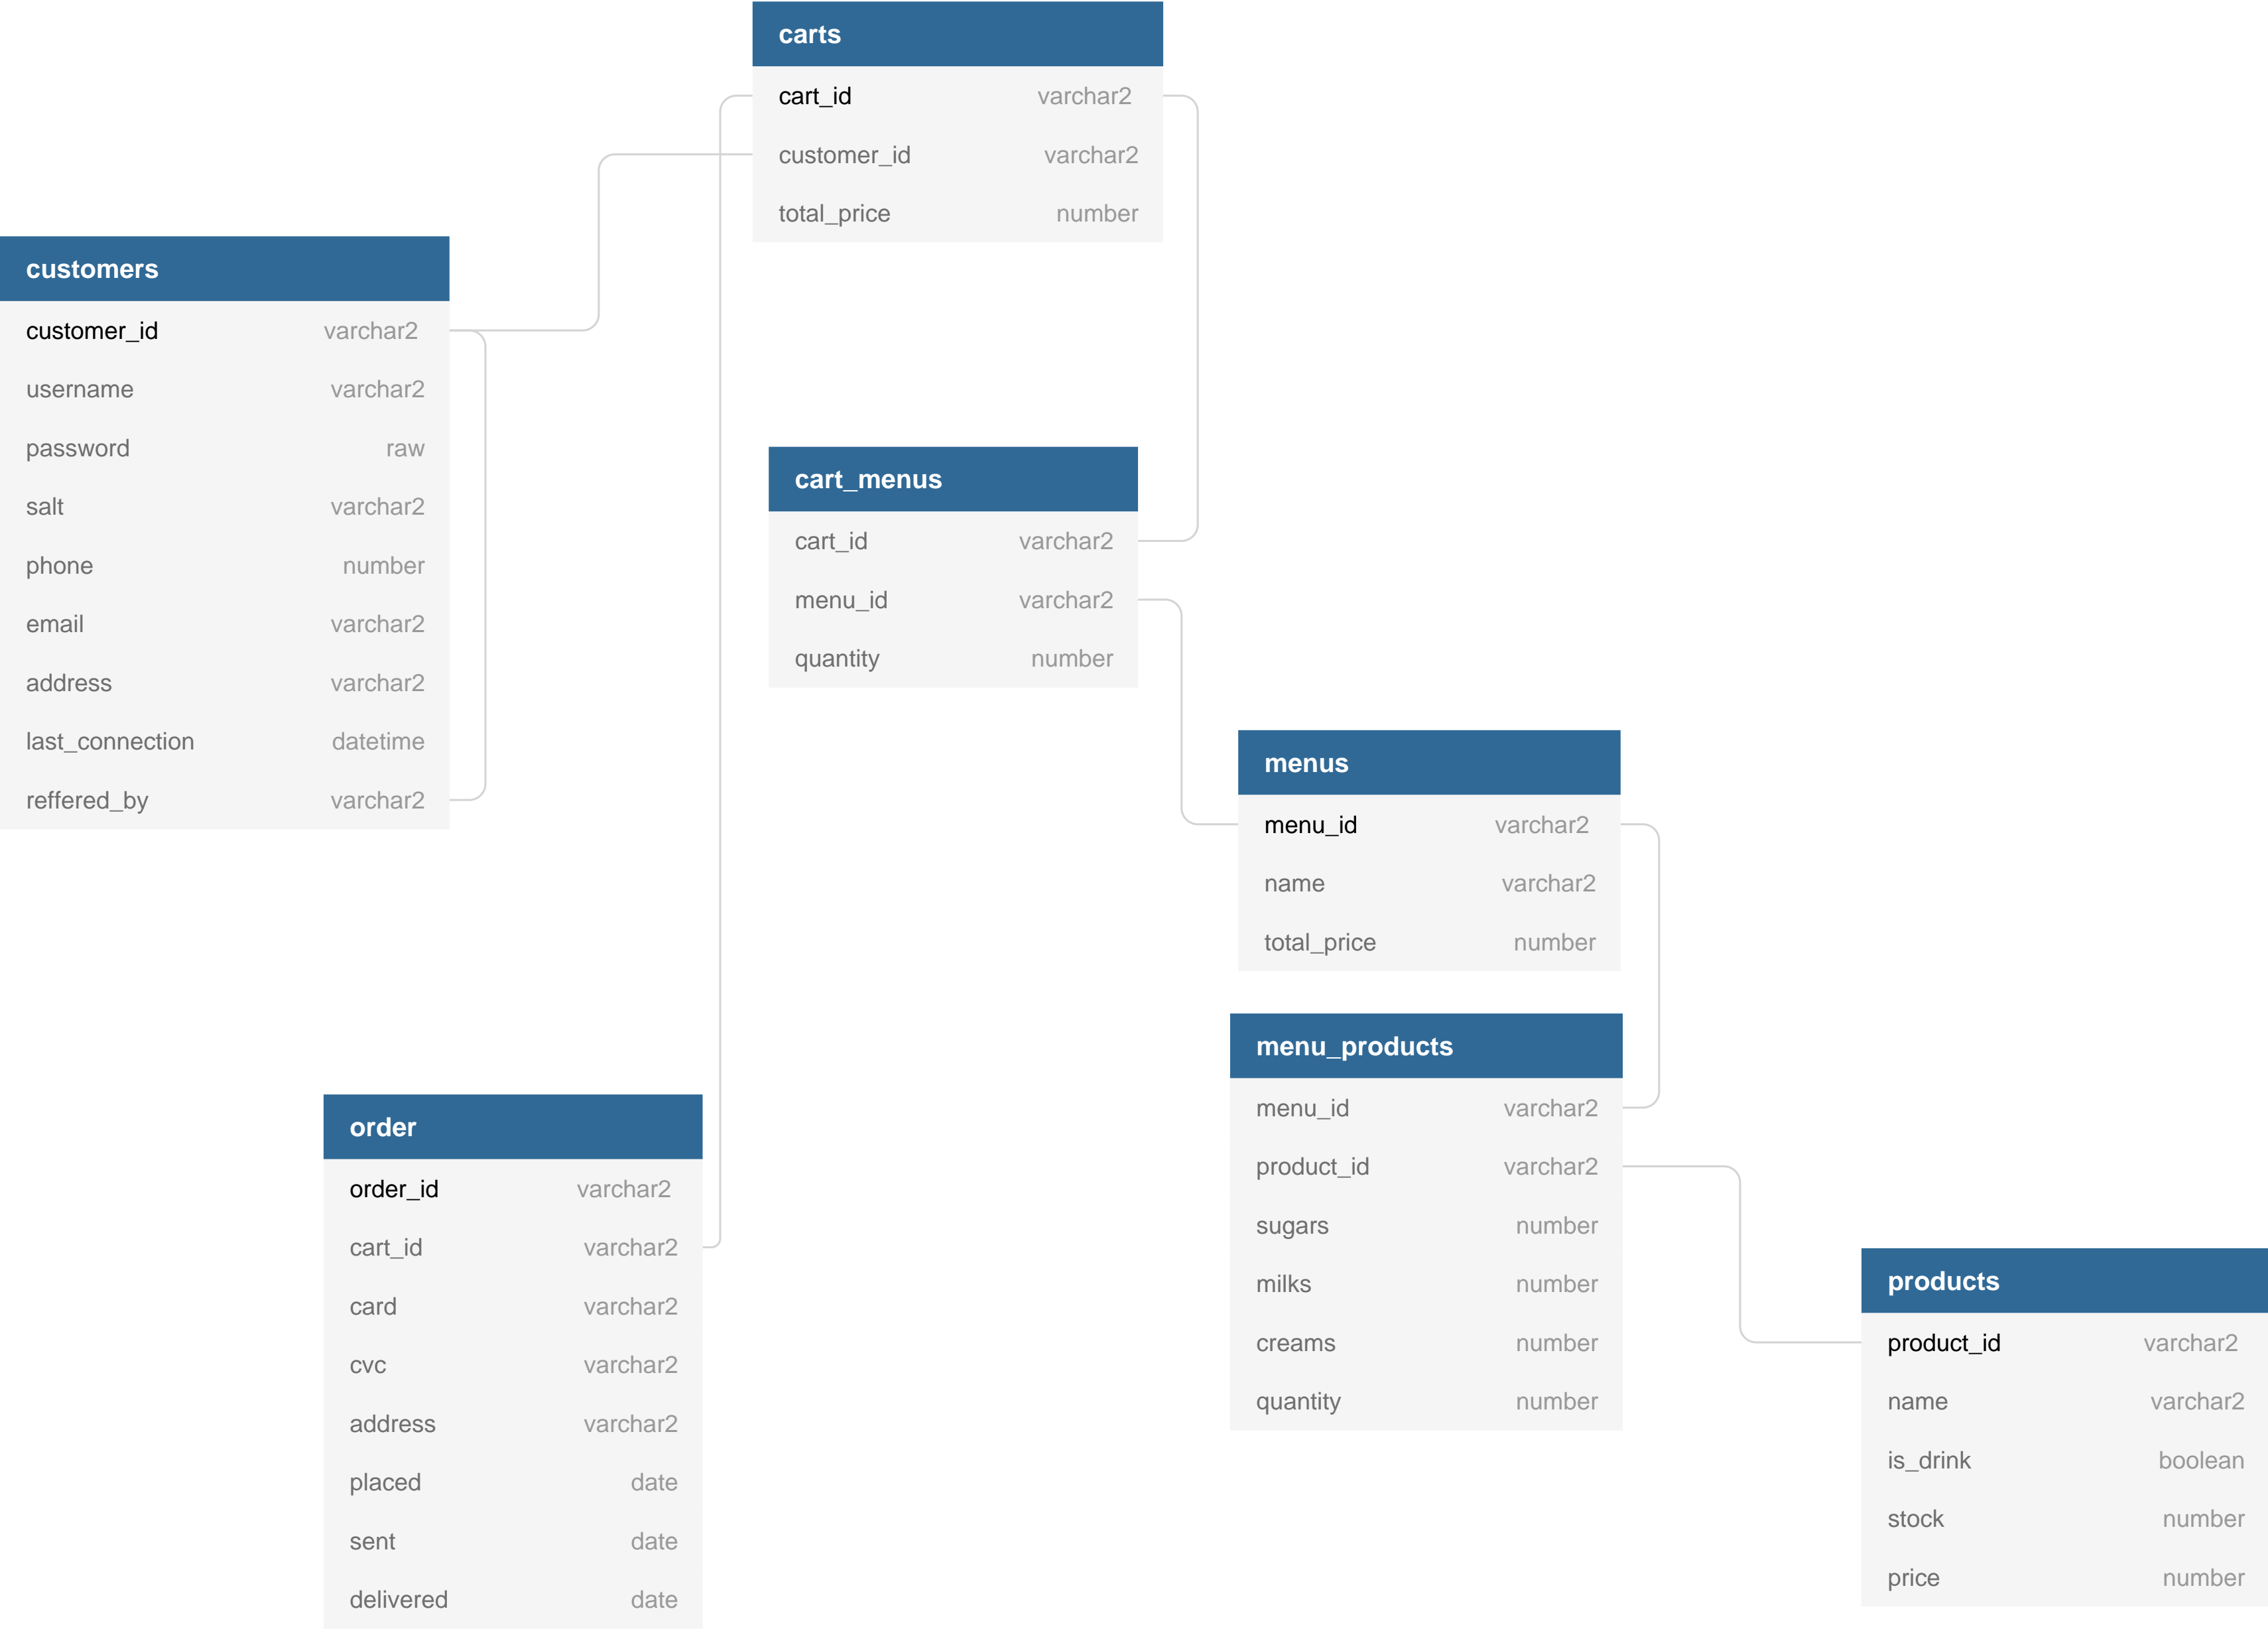 carts
cart_id varchar2
customer_id varchar2
total_price number
customers
customer_id varchar2
username varchar2
password raw
salt varchar2
phone number
email varchar2
address varchar2
last_connection datetime
reffered_by varchar2
cart_menus
cart_id varchar2
menu_id varchar2
quantity number
menus
menu_id varchar2
name varchar2
total_price number
menu_products
menu_id varchar2
product_id varchar2
sugars number
milks number
creams number
quantity number
order
order_id varchar2
cart_id varchar2
card varchar2
cvc varchar2
address varchar2
placed date
sent date
delivered date
products
product_id varchar2
name varchar2
is_drink boolean
stock number
price number